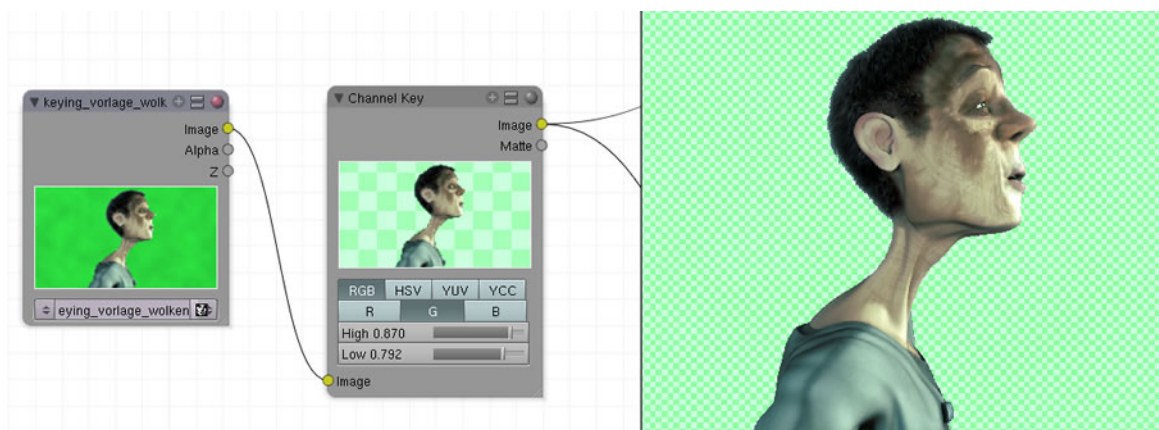 keying_vorlage_wolk
Image
Alpha
Z
eying_vorlage_wolken
Channel Key
Image
Matte
RGB HSV YUV YCC
R G B
High 0.870
Low 0.792
Image